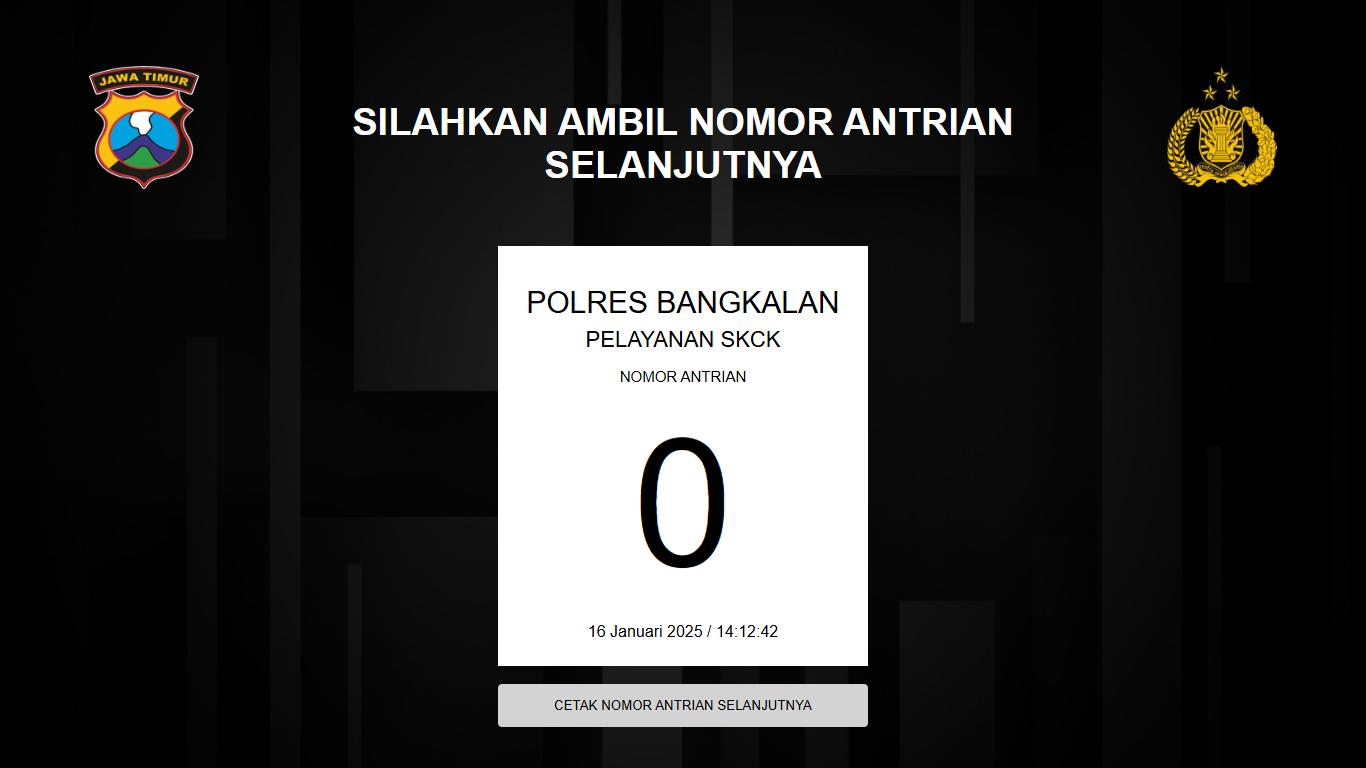 JAWA TIMUR
SILAHKAN AMBIL NOMOR ANTRIAN
SELANJUTNYA
POLRES BANGKALAN
PELAYANAN SKCK
NOMOR ANTRIAN
0
16 Januari 2025 / 14:12:42
CETAK NOMOR ANTRIAN SELANJUTNYA